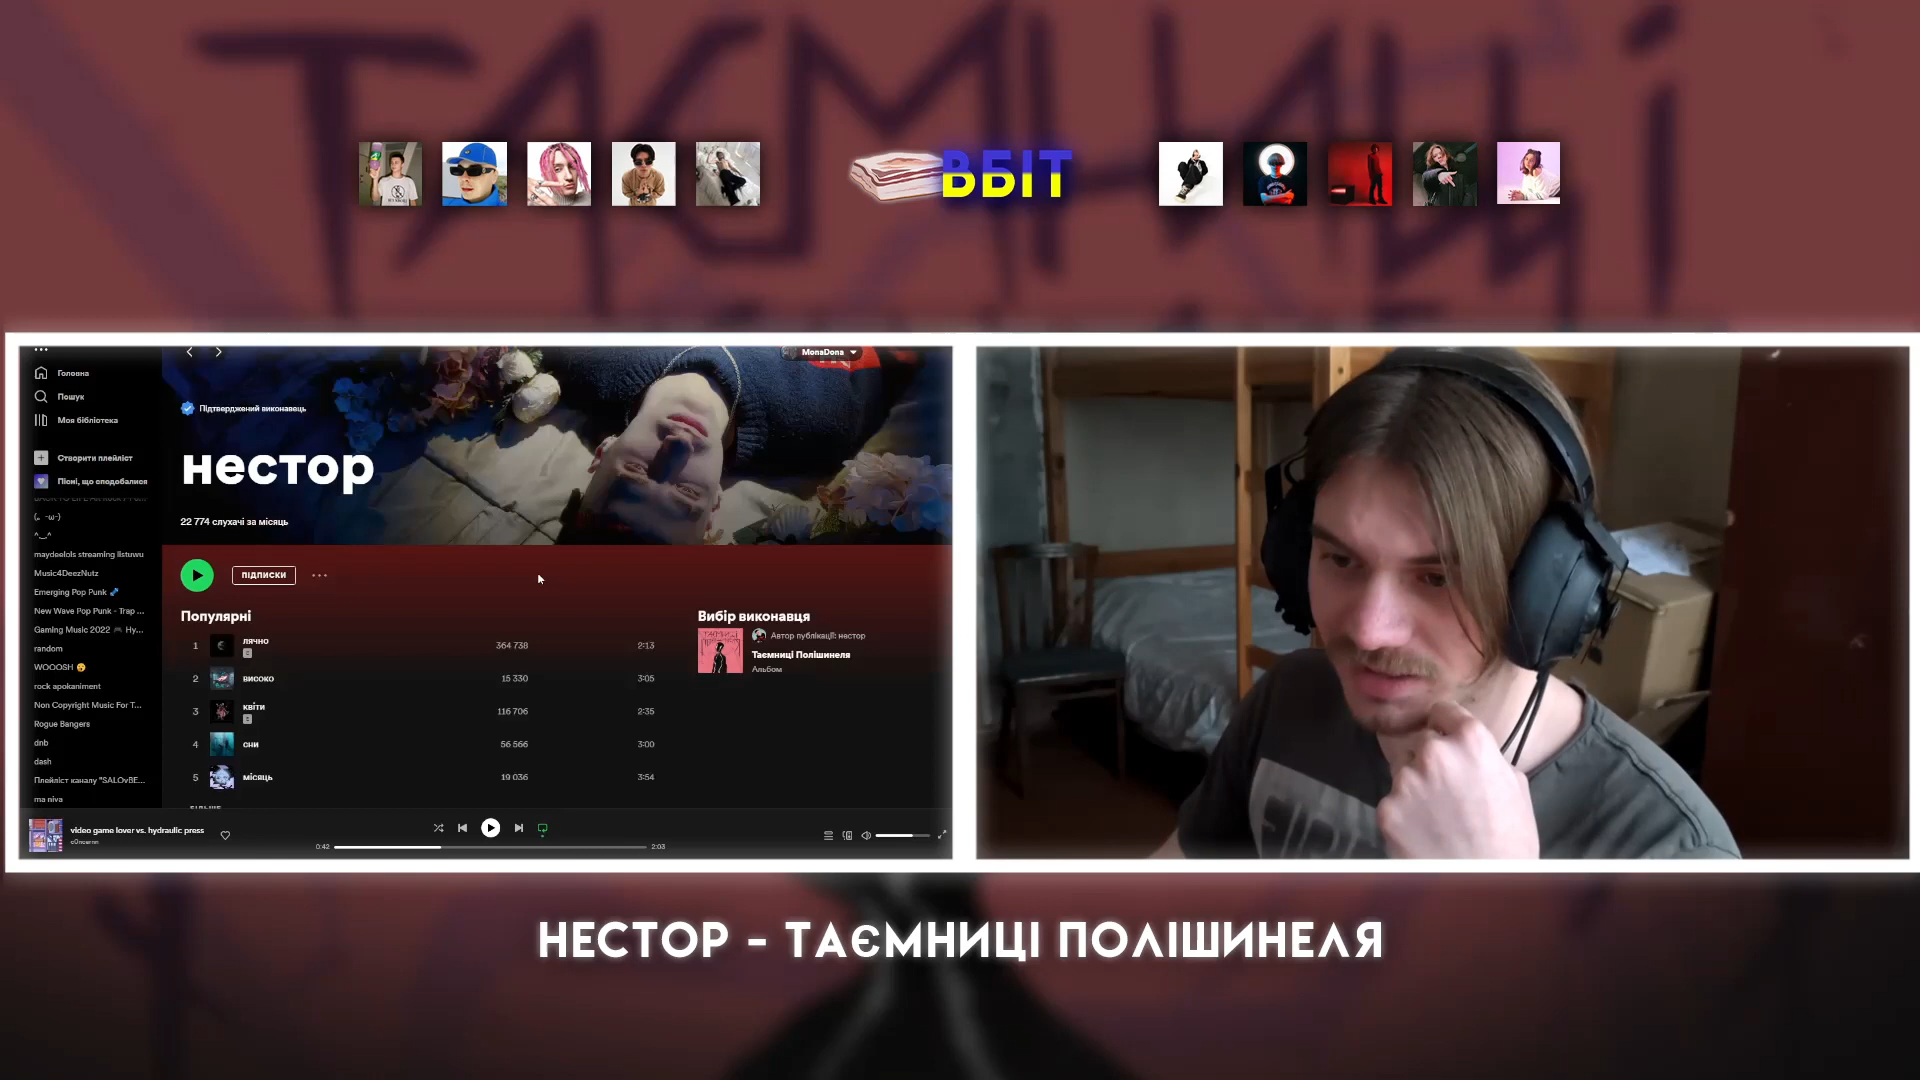 ТАЄМНИЦІ
ВБІТ
MonaDona
Головна
Пошук
Моя бібліотека
Створити плейліст
Пісні, що сподобалися
(。-ω-)
^‿^
maydeelols streaming listuwu
Music4DeezNutz
Emerging Pop Punk
New Wave Pop Punk - Trap ...
Gaming Music 2022 🎮 Hy...
random
WOOOSH 😮
rock apokaniment
Non Copyright Music For T...
Rogue Bangers
dnb
dash
Плейліст каналу "SALOvBE...
ma niva
Підтверджений виконавець
нестор
22 774 слухачі за місяць
ПІДПИСКИ
Популярні
1 лячно 364 738 2:13
E
2 високо 15 330 3:05
3 квіти 116 706 2:35
E
4 сни 56 566 3:00
5 місяць 19 036 3:54
Вибір виконавця
Автор публікації: нестор
Таємниці Полішинеля
Альбом
video game lover vs. hydraulic press
c0ncernn
0:42
2:03
НЕСТОР - ТАЄМНИЦІ ПОЛІШИНЕЛЯ